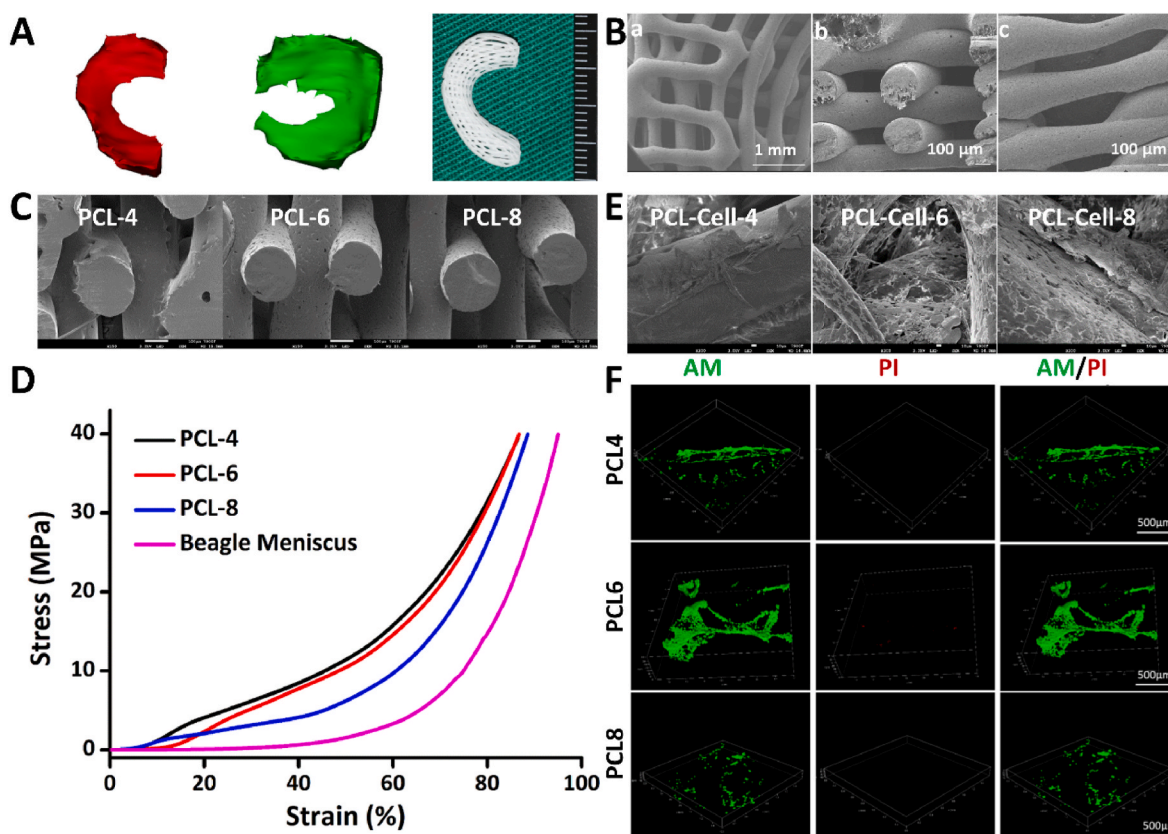 A
B
a
b
c
1 mm
100 µm
100 µm
C
PCL-4
PCL-6
PCL-8
E
PCL-Cell-4
PCL-Cell-6
PCL-Cell-8
D
40
30
20
10
0
Stress (MPa)
PCL-4
PCL-6
PCL-8
Beagle Meniscus
0
20
40
60
80
100
Strain (%)
F
AM
PI
AM/PI
PCL4
500µm
PCL6
500µm
PCL8
500µm